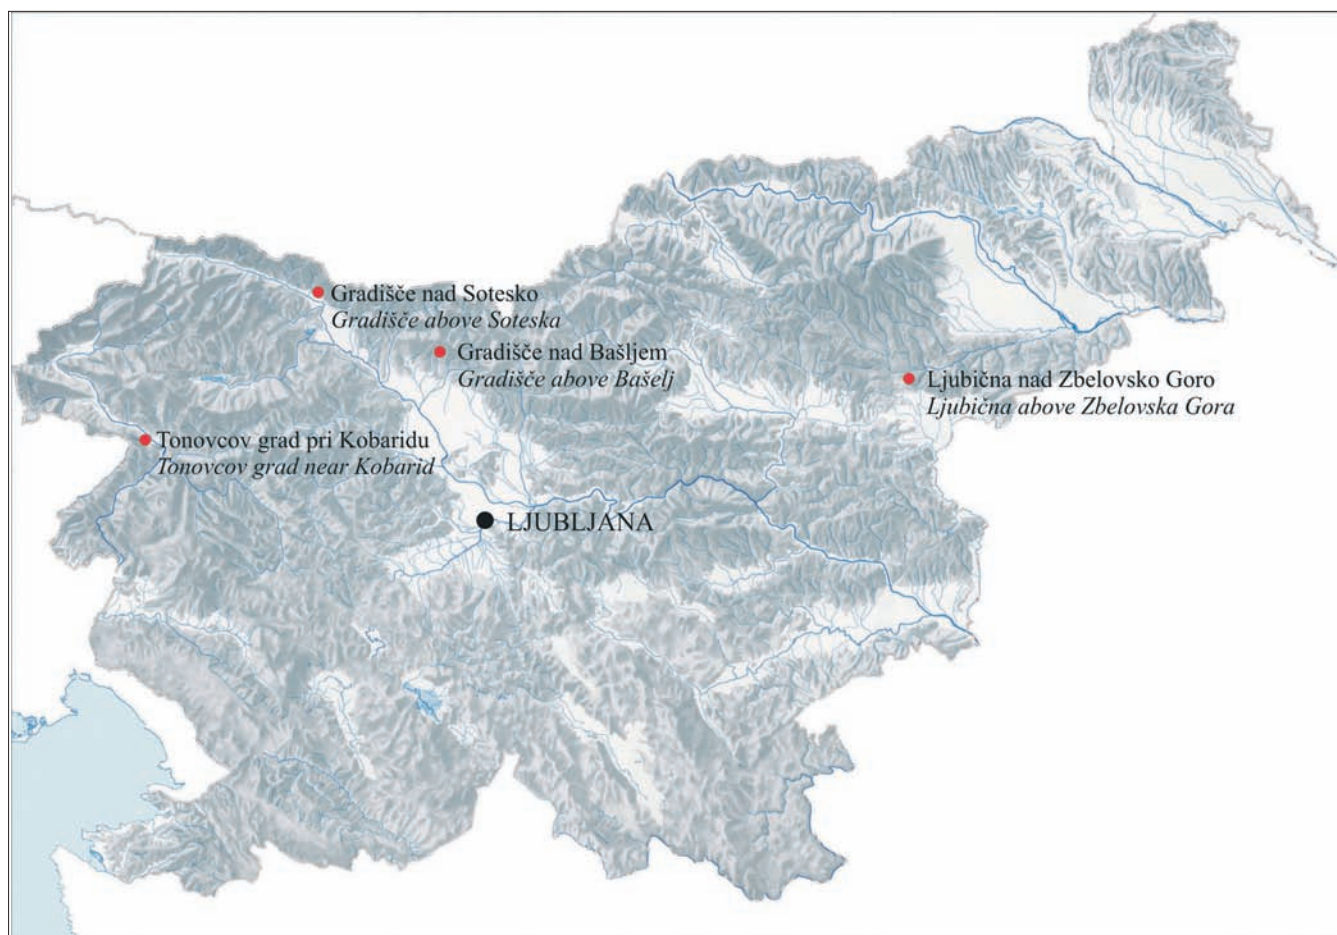 Gradišče nad Sotesko
Gradišče above Soteska
Gradišče nad Bašljem
Gradišče above Bašelj
Ljubična nad Zbelovsko Goro
Ljubična above Zbelovska Gora
Tonovcov grad pri Kobaridu
Tonovcov grad near Kobarid
LJUBLJANA